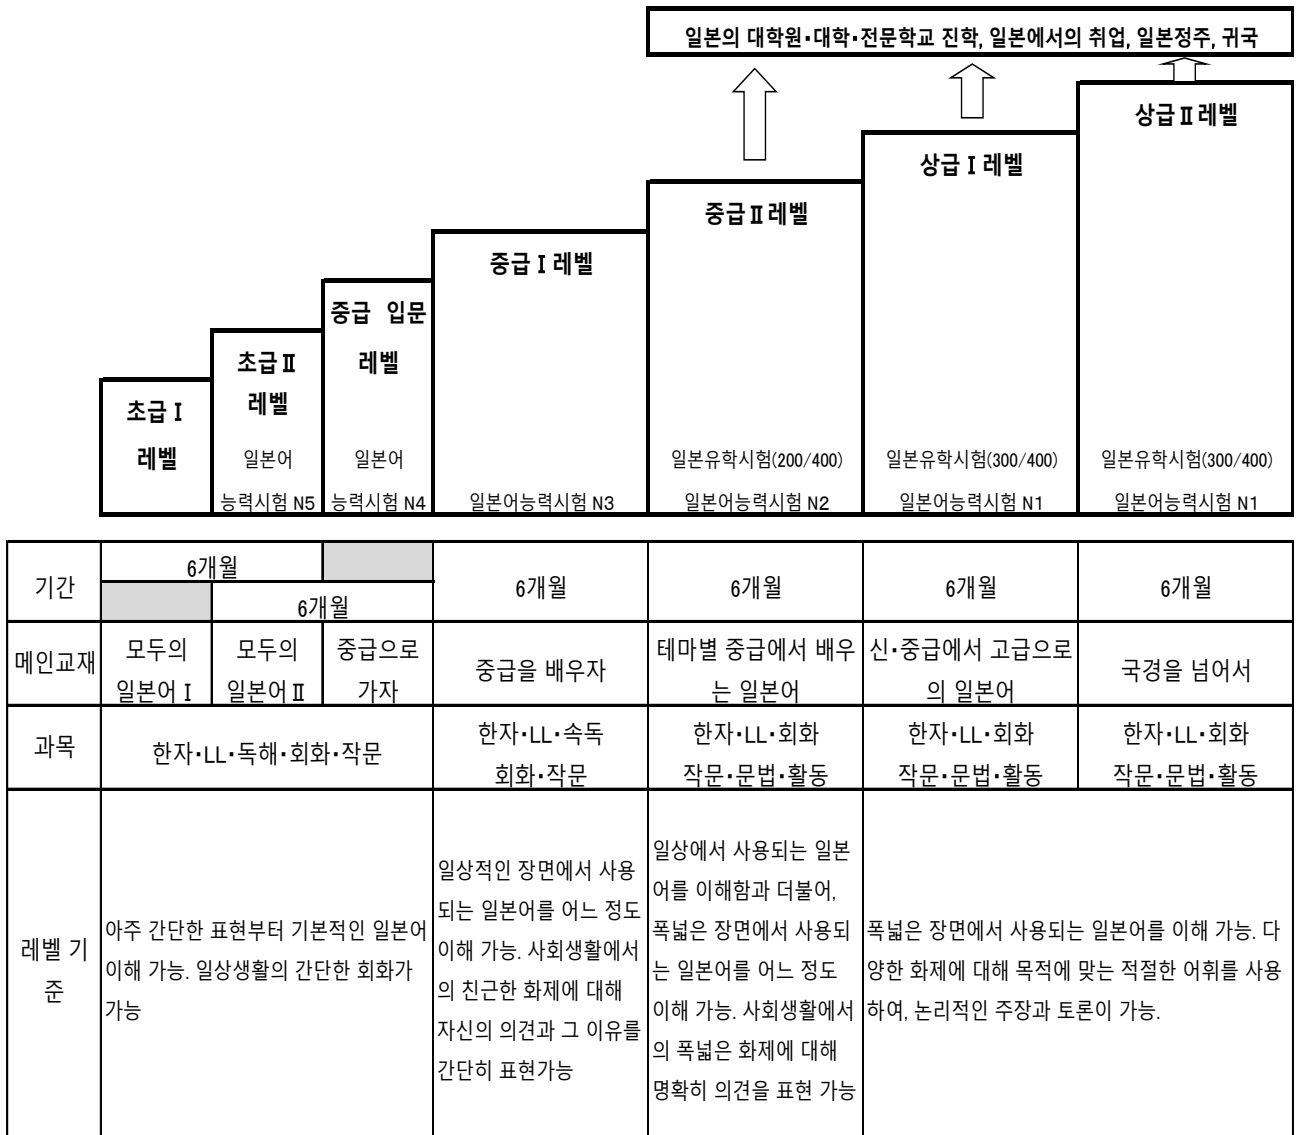 일본의 대학원・대학・전문학교 진학, 일본에서의 취업, 일본정주, 귀국
상급Ⅱ레벨
상급Ⅰ레벨
중급Ⅱ레벨
중급Ⅰ레벨
중급 입문
레벨
초급Ⅱ
레벨
초급Ⅰ
레벨
일본어
능력시험 N5
일본어
능력시험 N4
일본어능력시험 N3
일본유학시험(200/400)
일본어능력시험 N2
일본유학시험(300/400)
일본어능력시험 N1
일본유학시험(300/400)
일본어능력시험 N1
기간
6개월
6개월
6개월
6개월
6개월
6개월
메인교재
모두의
일본어Ⅰ
모두의
일본어Ⅱ
중급으로
가자
중급을 배우자
테마별 중급에서 배우
는 일본어
신・중급에서 고급으로
의 일본어
국경을 넘어서
과목
한자・LL・독해・회화・작문
한자・LL・속독
회화・작문
한자・LL・회화
작문・문법・활동
한자・LL・회화
작문・문법・활동
한자・LL・회화
작문・문법・활동
레벨 기
준
아주 간단한 표현부터 기본적인 일본어
이해 가능. 일상생활의 간단한 회화가
가능
일상적인 장면에서 사용
되는 일본어를 어느 정도
이해 가능. 사회생활에서
의 친근한 화제에 대해
자신의 의견과 그 이유를
간단히 표현가능
일상에서 사용되는 일본
어를 이해함과 더불어,
폭넓은 장면에서 사용되
는 일본어를 어느 정도
이해 가능. 사회생활에서
의 폭넓은 화제에 대해
명확히 의견을 표현 가능
폭넓은 장면에서 사용되는 일본어를 이해 가능. 다
양한 화제에 대해 목적에 맞는 적절한 어휘를 사용
하여, 논리적인 주장과 토론이 가능.